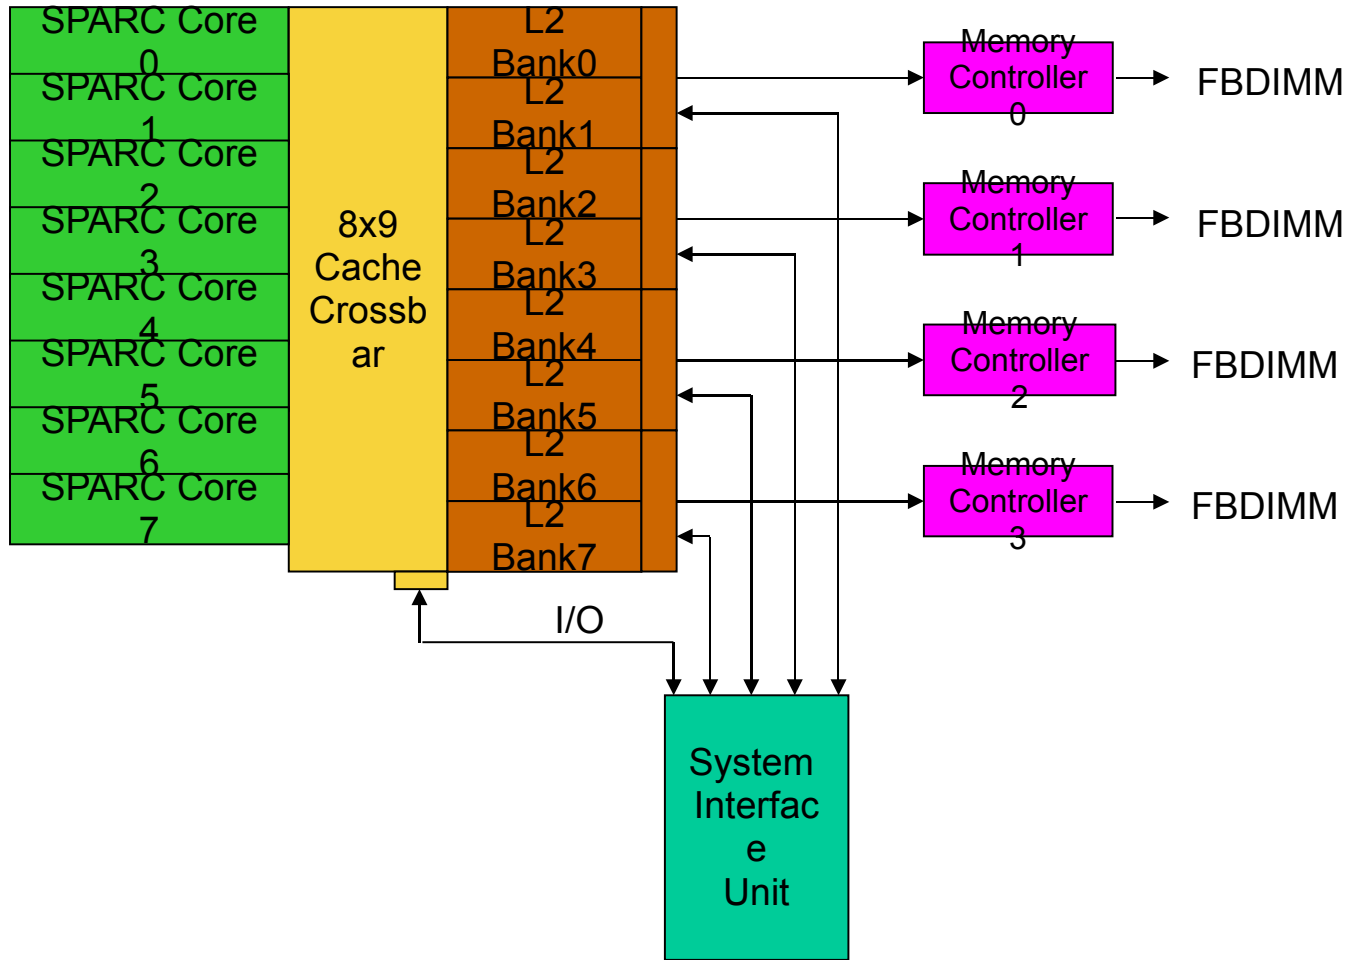 SPARC Core
0
SPARC Core
1
SPARC Core
2
SPARC Core
3
SPARC Core
4
SPARC Core
5
SPARC Core
6
SPARC Core
7
8x9
Cache
Crossb
ar
L2
Bank0
L2
Bank1
L2
Bank2
L2
Bank3
L2
Bank4
L2
Bank5
L2
Bank6
L2
Bank7
Memory
Controller
0
FBDIMM
Memory
Controller
1
FBDIMM
Memory
Controller
2
FBDIMM
Memory
Controller
3
FBDIMM
I/O
System
Interfac
e
Unit